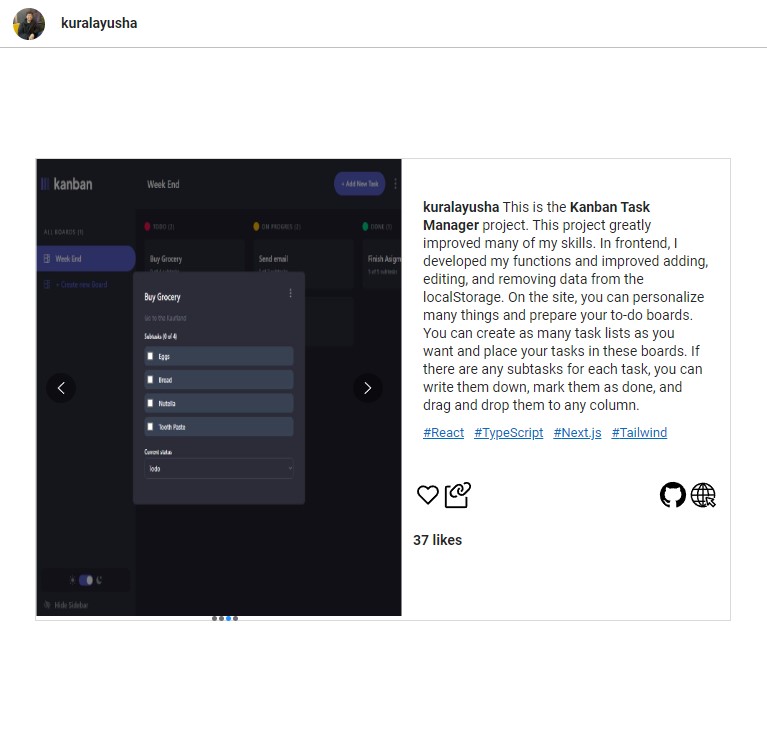 kuralayusha
kanban
Week End
+ Add New Task
ALL BOARDS (1)
Week End
+ Create new Board
TODO (2)
ON PROGRES (1)
DONE (1)
Buy Grocery
Send email
Finish Asigm
Buy Grocery
Go to the Kaufland
Subtasks (0 of 4)
Eggs
Bread
Nutella
Tooth Paste
Current status
Todo
Hide Sidebar
kuralayusha This is the Kanban Task
Manager project. This project greatly
improved many of my skills. In frontend, I
developed my functions and improved adding,
editing, and removing data from the
localStorage. On the site, you can personalize
many things and prepare your to-do boards.
You can create as many task lists as you
want and place your tasks in these boards. If
there are any subtasks for each task, you can
write them down, mark them as done, and
drag and drop them to any column.
#React #TypeScript #Next.js #Tailwind
37 likes